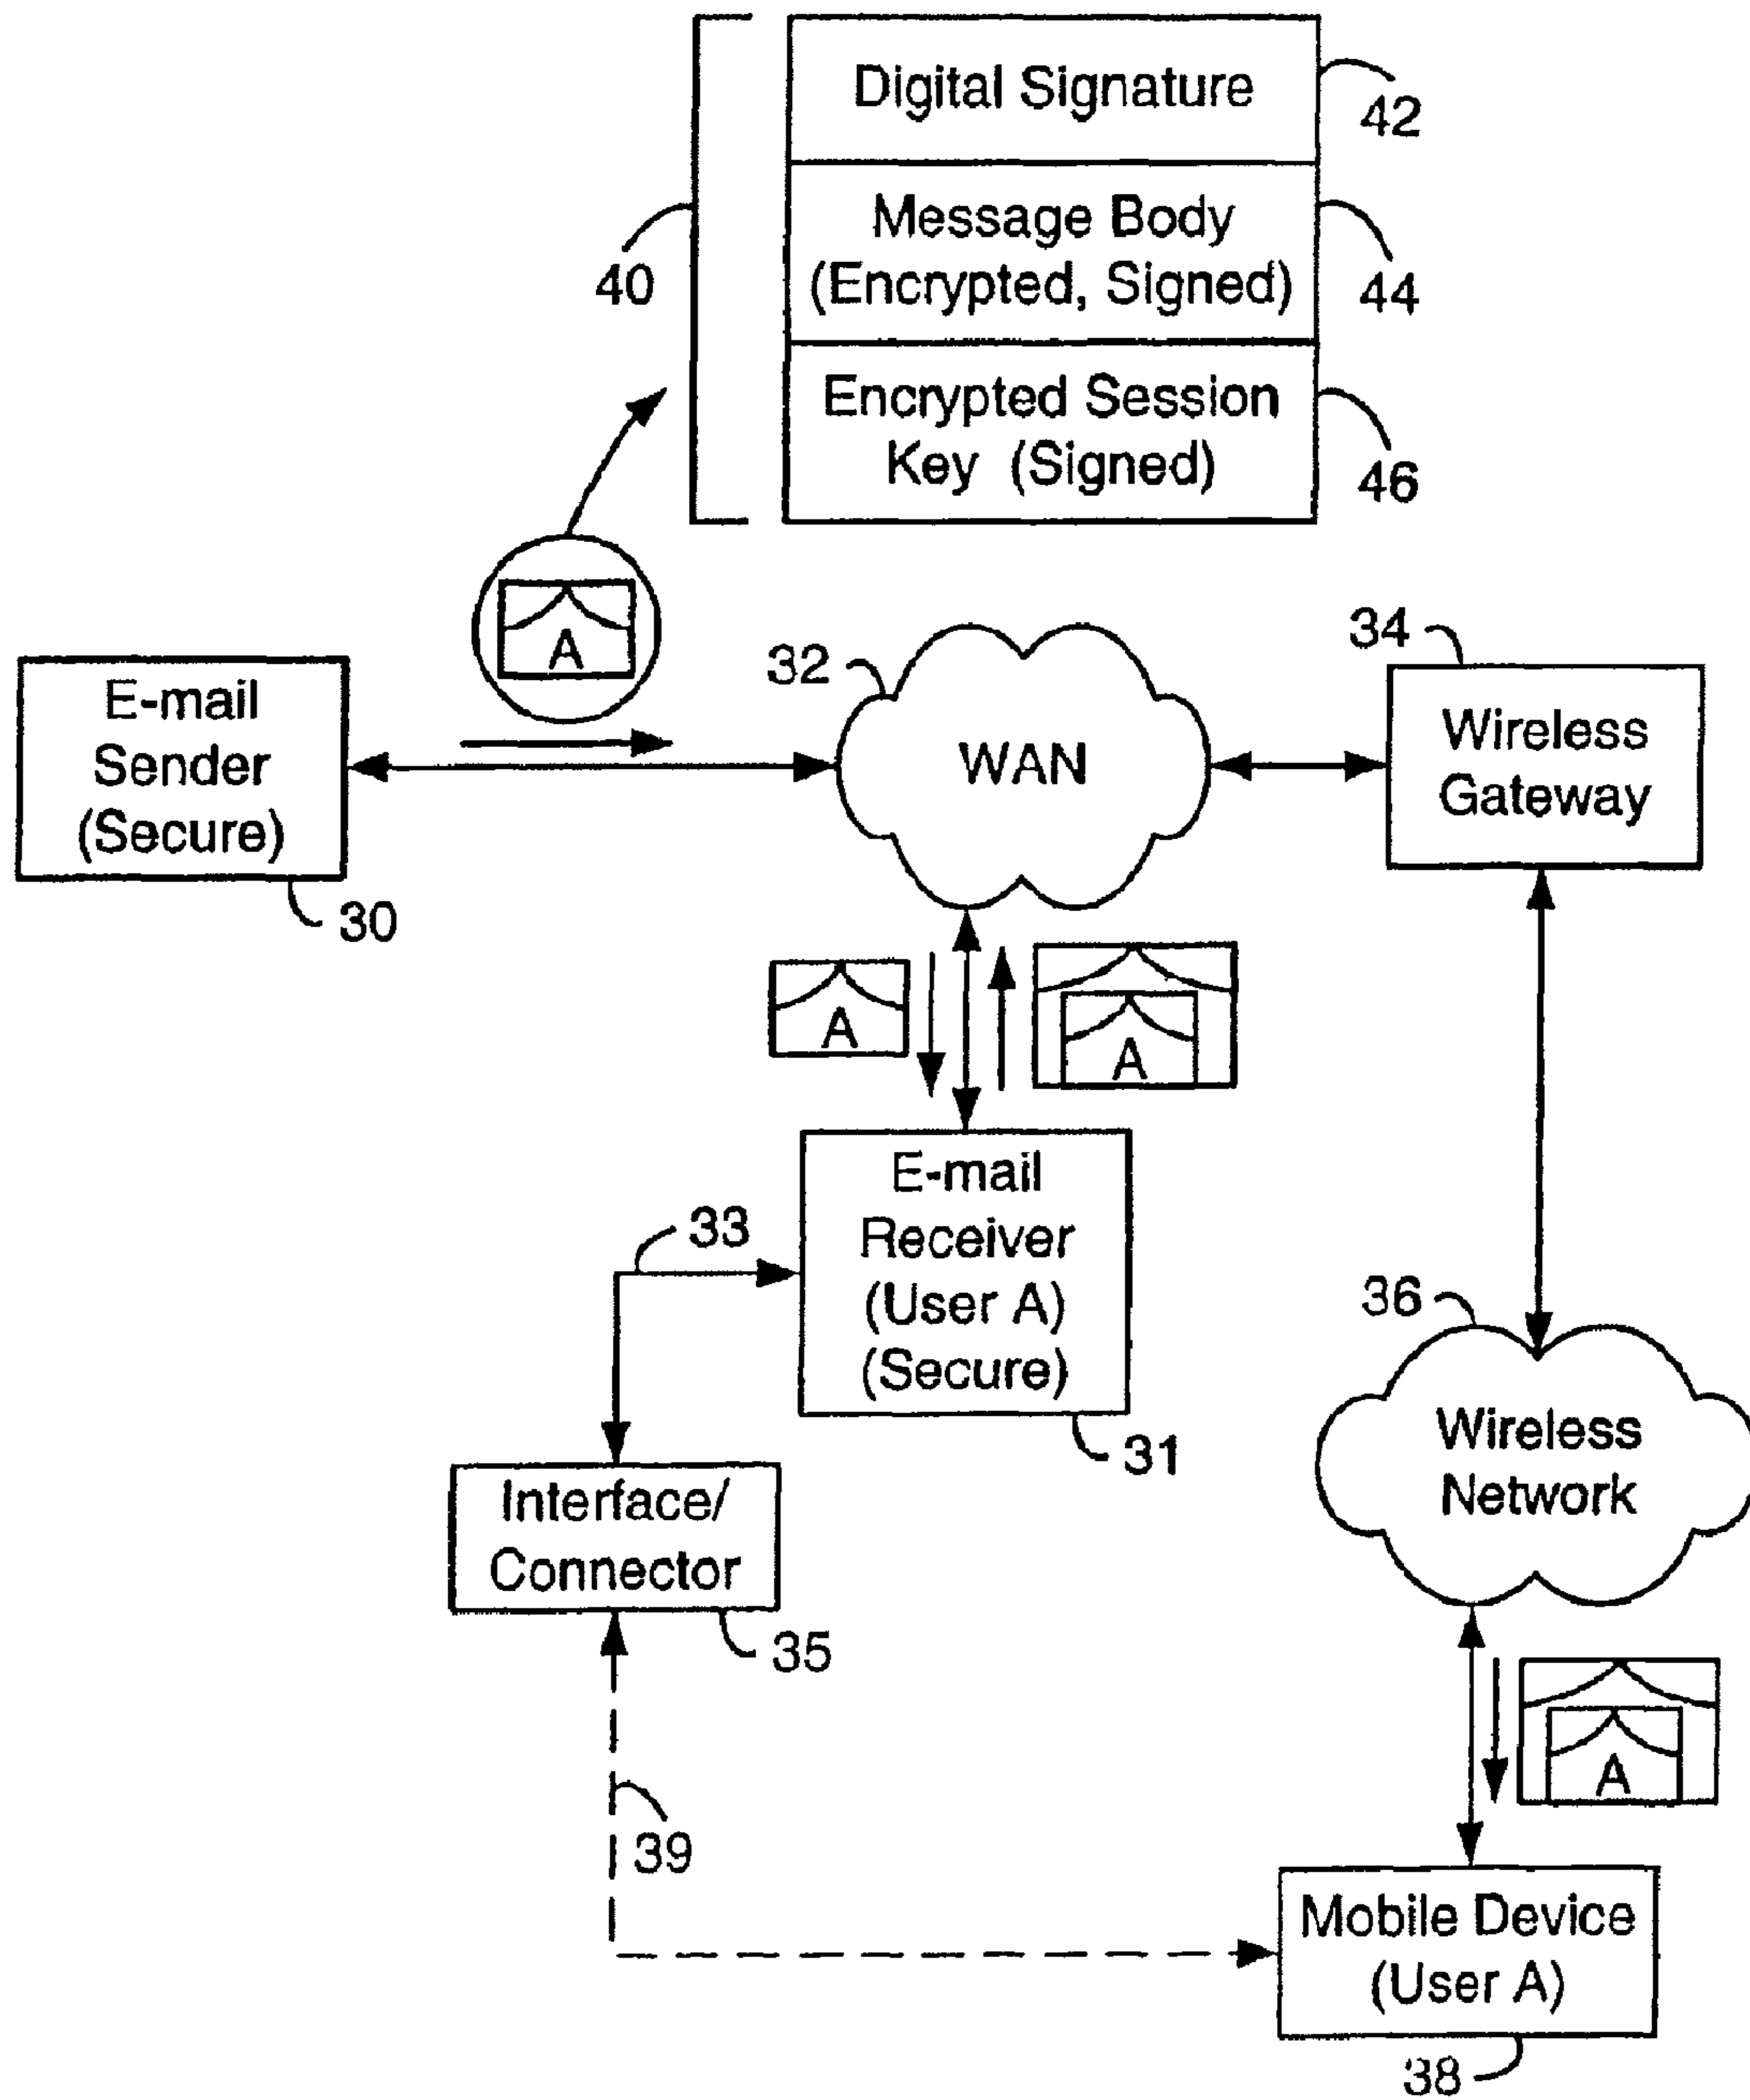 Digital Signature
42
Message Body
(Encrypted, Signed)
44
40
Encrypted Session
Key (Signed)
46
A
E-mail
Sender
(Secure)
30
32
WAN
34
Wireless
Gateway
A
A
E-mail
Receiver
(User A)
(Secure)
31
33
Interface/
Connector
35
36
Wireless
Network
A
39
Mobile Device
(User A)
38